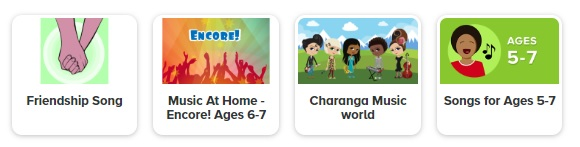 ENCORE!
AGES
5-7
Friendship Song
Music At Home -
Encore! Ages 6-7
Charanga Music
world
Songs for Ages 5-7